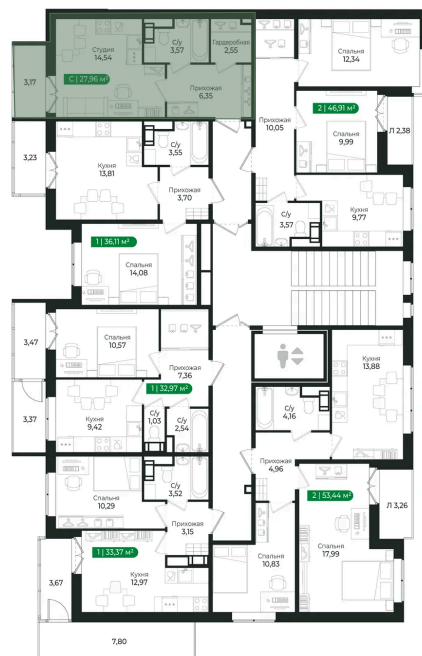 Студия
14,54
С/у
3,57
Гардеробная
2,55
Спальня
12,34
3,17
С | 27,96 м²
Прихожая
6,35
2 | 46,91 м²
9,99
Л 2,38
Прихожая
10,05
3,23
Кухня
13,81
С/у
3,55
Прихожая
3,70
С/у
3,57
Кухня
9,77
1 | 36,11 м²
Спальня
14,08
3,47
Спальня
10,57
Прихожая
7,36
1 | 32,97 м²
Кухня
13,88
3,37
Кухня
9,42
С/у
1,03
С/у
2,54
С/у
4,16
Прихожая
4,96
Спальня
10,29
С/у
3,52
Прихожая
3,15
2 | 53,44 м²
Спальня
17,99
Л 3,26
1 | 33,37 м²
Кухня
12,97
Спальня
10,83
3,67
7,80